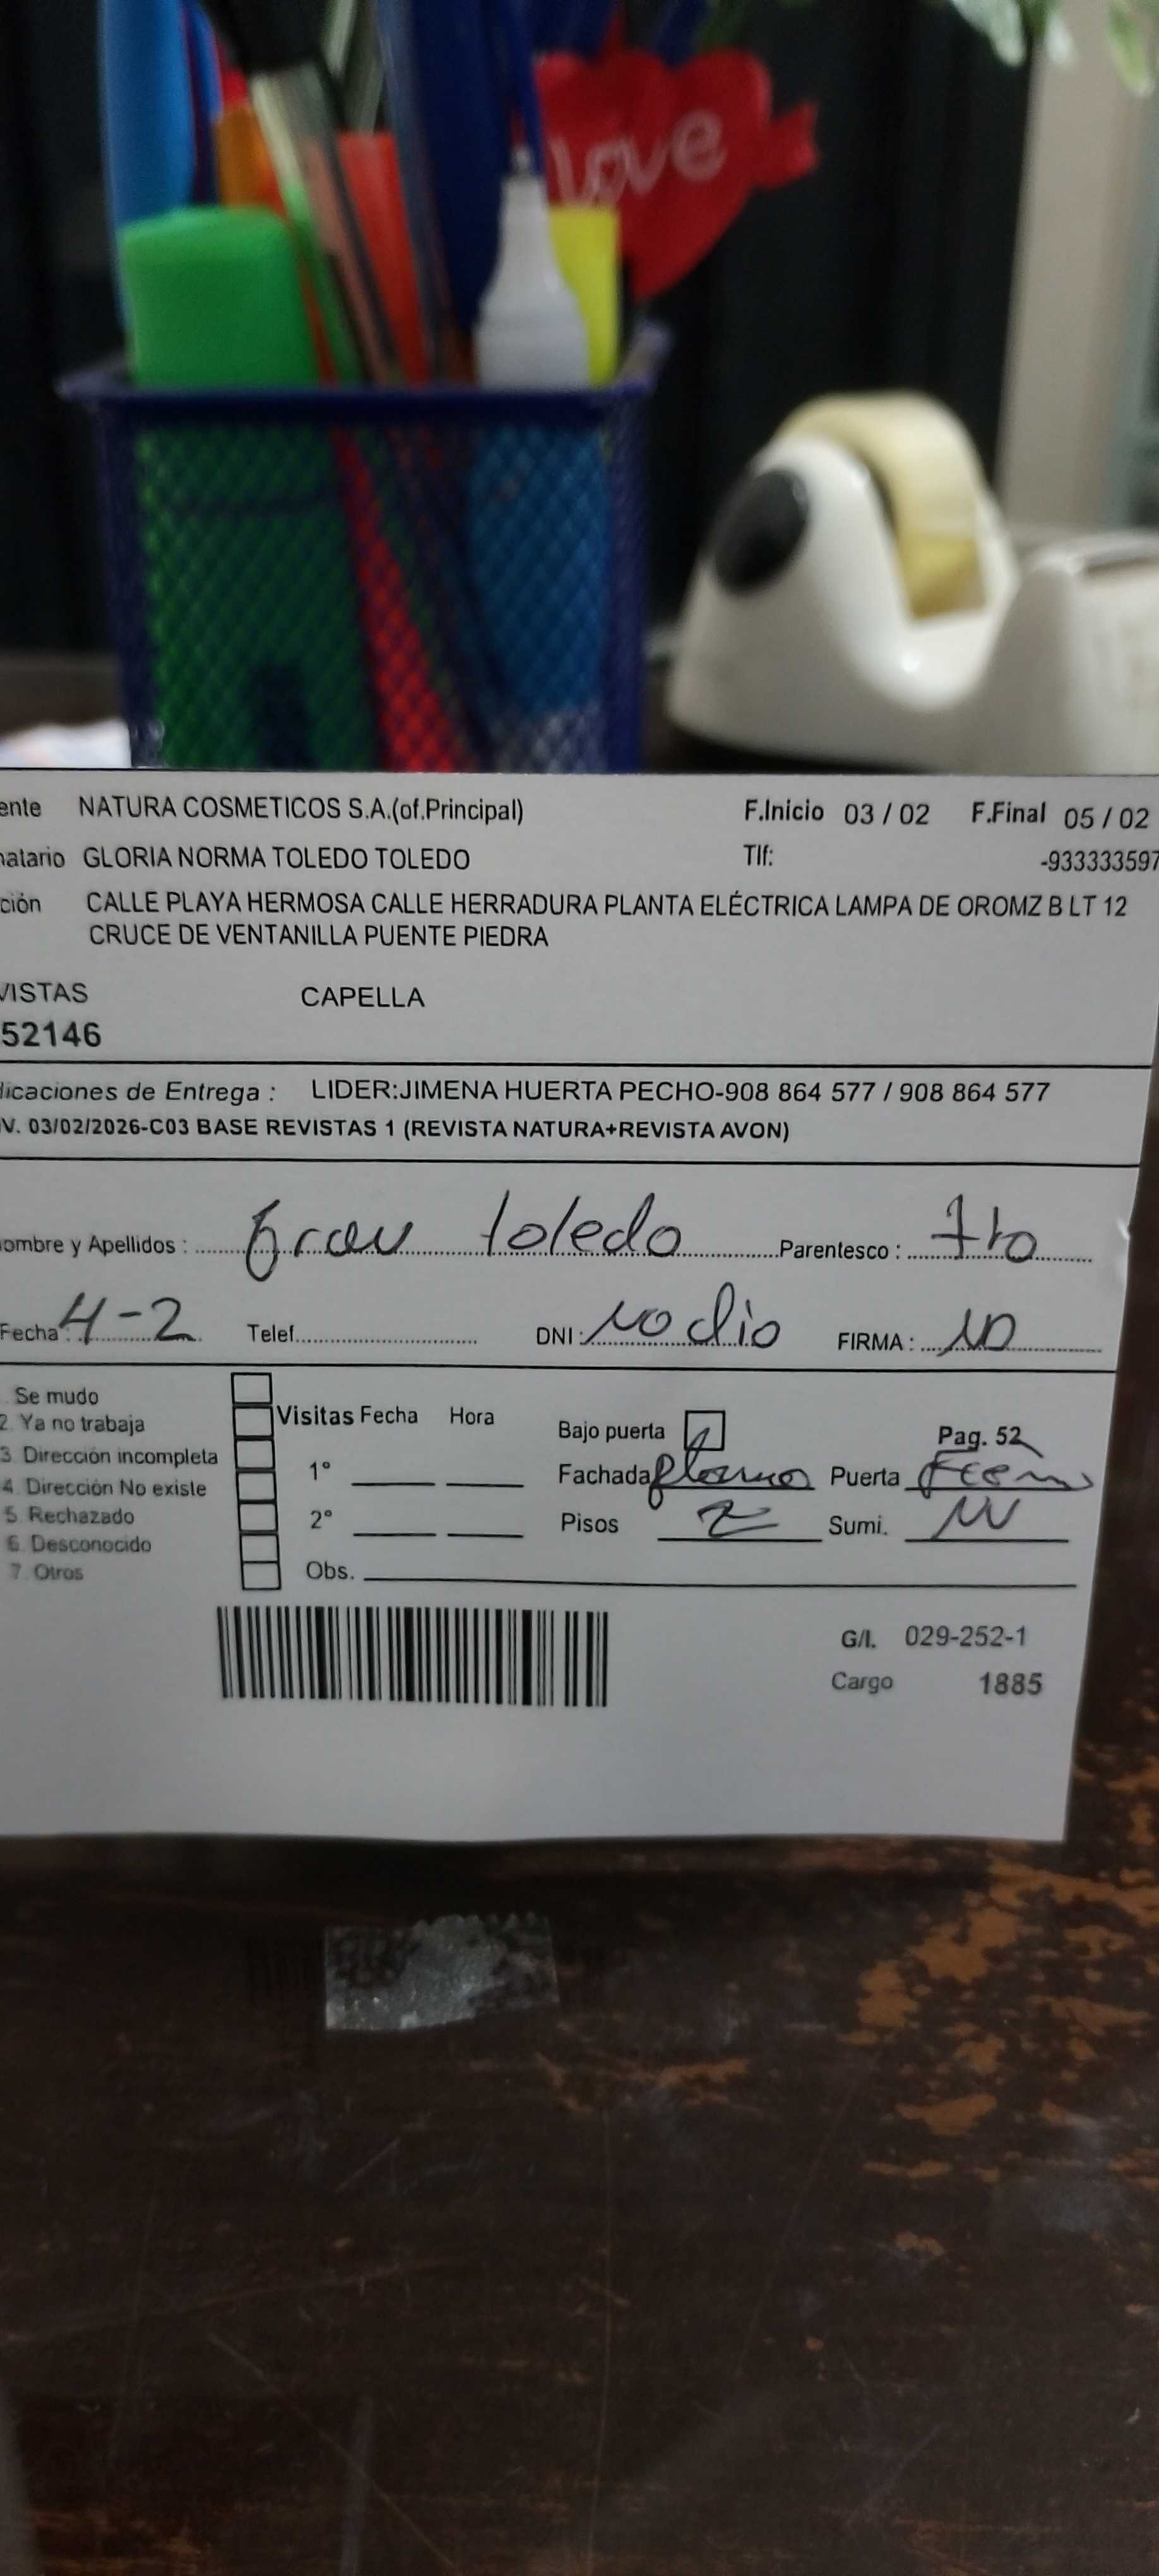 Love
ente NATURA COSMETICOS S.A.(of.Principal) F.Inicio 03 / 02 F.Final 05 / 02
natario GLORIA NORMA TOLEDO TOLEDO Tlf: -933333597
ción CALLE PLAYA HERMOSA CALLE HERRADURA PLANTA ELÉCTRICA LAMPA DE OROMZ B LT 12
CRUCE DE VENTANILLA PUENTE PIEDRA
VISTAS CAPELLA
52146
licaciones de Entrega : LIDER:JIMENA HUERTA PECHO-908 864 577 / 908 864 577
V. 03/02/2026-C03 BASE REVISTAS 1 (REVISTA NATURA+REVISTA AVON)
ombre y Apellidos : toledo Parentesco :
Fecha : 4-2 Telef. DNI : no dio FIRMA :
Se mudo
2. Ya no trabaja Visitas Fecha Hora Bajo puerta Pag. 52
3. Dirección incompleta 1° Fachada Puerta
4. Dirección No existe
5. Rechazado 2° Pisos 2 Sumi.
6. Desconocido
7. Otros Obs.
G/I. 029-252-1
Cargo 1885